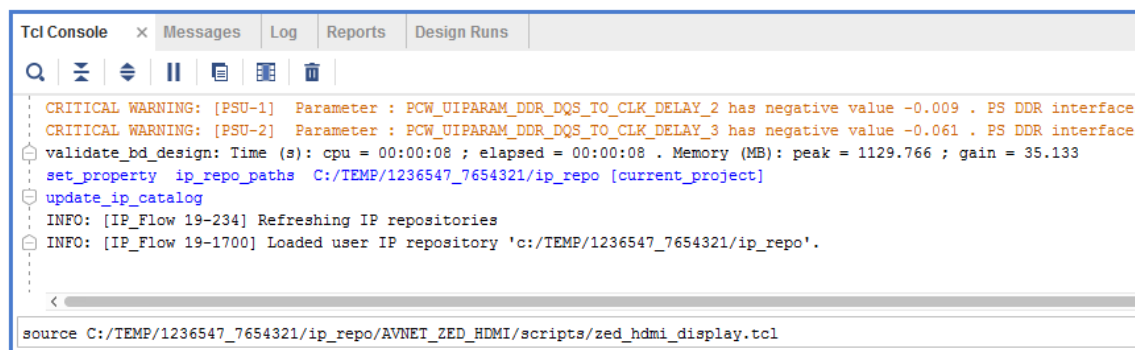 Tcl Console × Messages Log Reports Design Runs
CRITICAL WARNING: [PSU-1]  Parameter : PCW_UIPARAM_DDR_DQS_TO_CLK_DELAY_2 has negative value -0.009 . PS DDR interface
CRITICAL WARNING: [PSU-2]  Parameter : PCW_UIPARAM_DDR_DQS_TO_CLK_DELAY_3 has negative value -0.061 . PS DDR interface
validate_bd_design: Time (s): cpu = 00:00:08 ; elapsed = 00:00:08 . Memory (MB): peak = 1129.766 ; gain = 35.133
set_property  ip_repo_paths  C:/TEMP/1236547_7654321/ip_repo [current_project]
update_ip_catalog
INFO: [IP_Flow 19-234] Refreshing IP repositories
INFO: [IP_Flow 19-1700] Loaded user IP repository 'c:/TEMP/1236547_7654321/ip_repo'.
source C:/TEMP/1236547_7654321/ip_repo/AVNET_ZED_HDMI/scripts/zed_hdmi_display.tcl